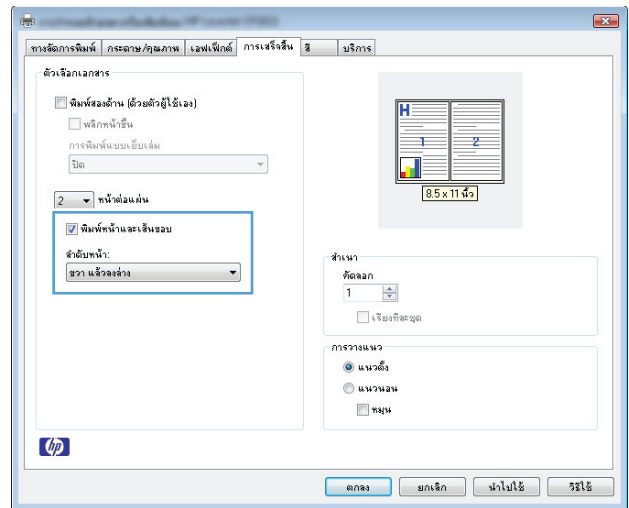 ทางลัดการพิมพ์ กระดาษ/คุณภาพ เอฟเฟ็กต์ การเสร็จสิ้น สี บริการ
ตัวเลือกเอกสาร
พิมพ์สองด้าน (ด้วยตัวผู้ใช้เอง)
พลิกหน้าขึ้น
การพิมพ์แบบเย็บเล่ม
ปิด
2 หน้าต่อแผ่น
พิมพ์หน้าและเส้นขอบ
ลำดับหน้า:
ขวา แล้วลงล่าง
H
1 2
8.5 x 11 นิ้ว
สำเนา
คัดลอก
1
เรียงทีละชุด
การวางแนว
แนวตั้ง
แนวนอน
หมุน
hp
ตกลง ยกเลิก นำไปใช้ วิธีใช้